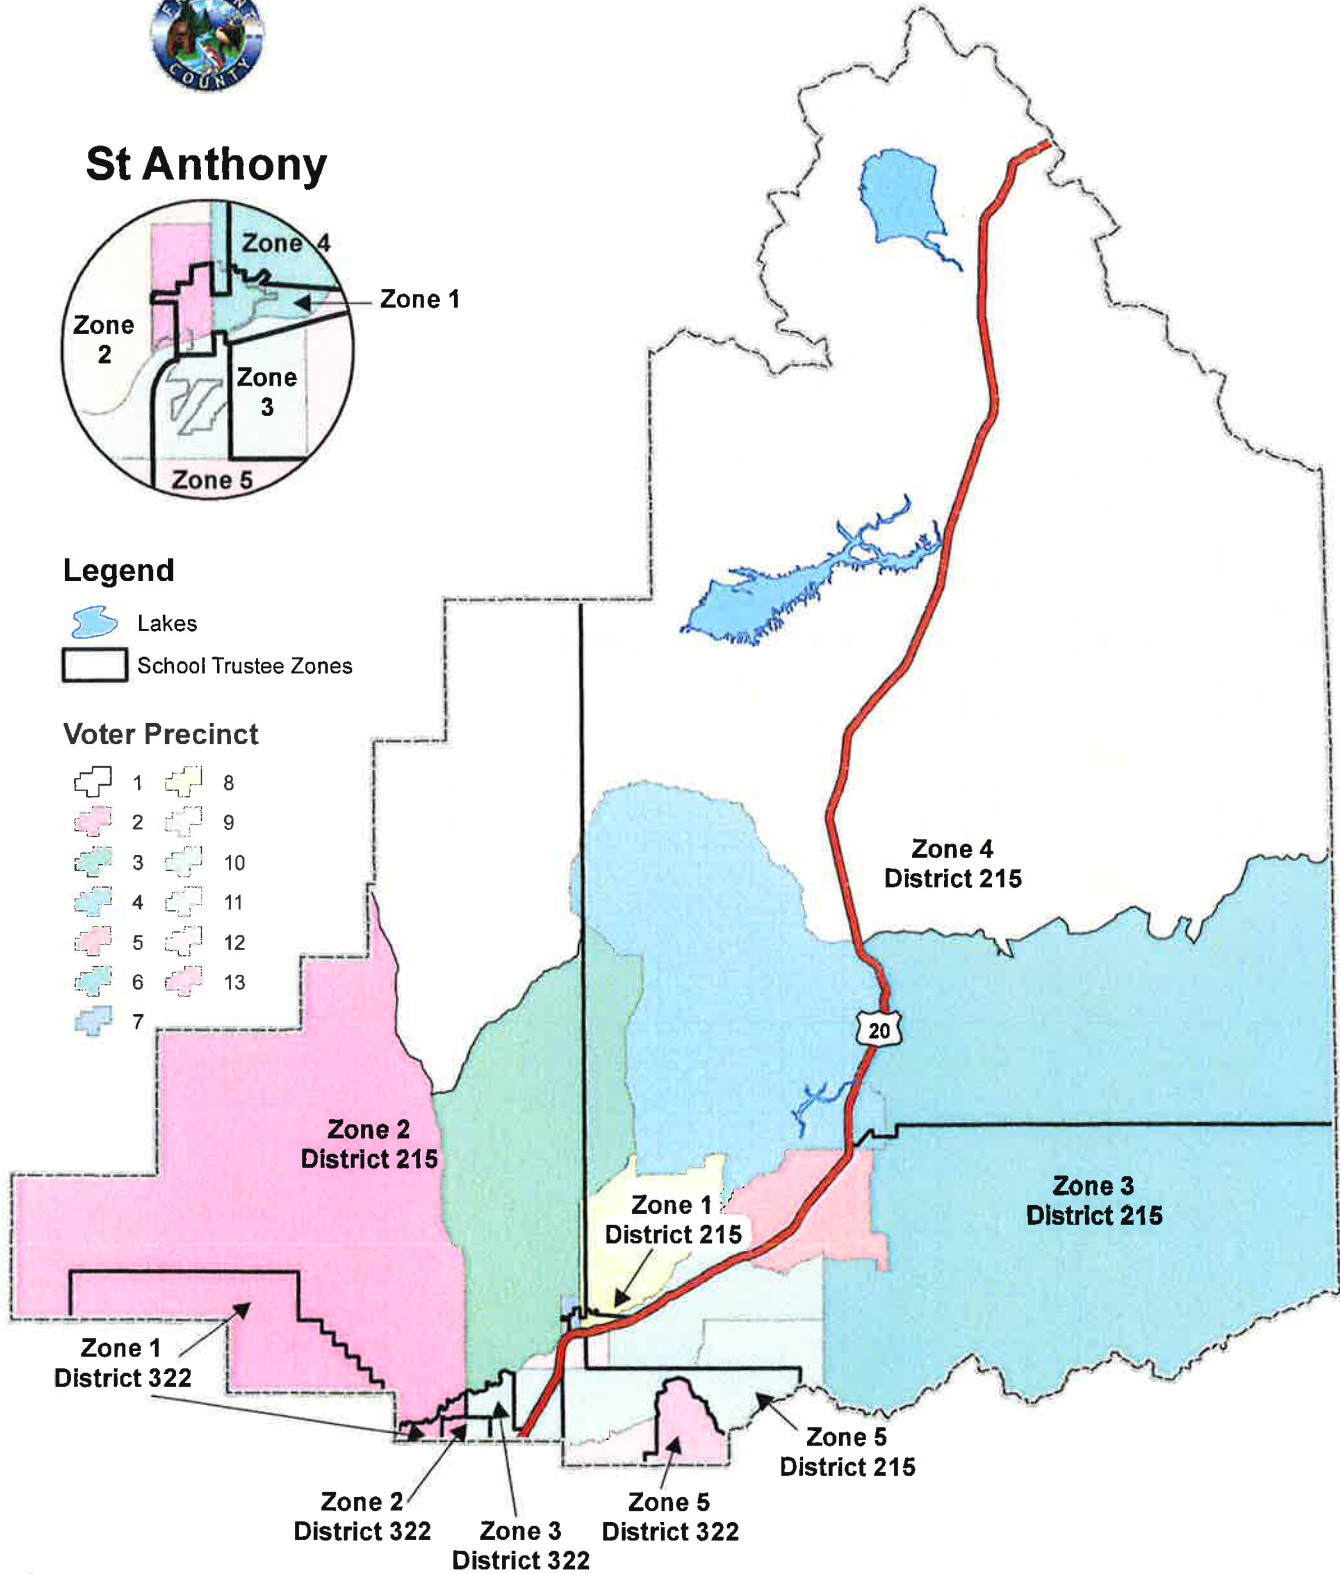 COUNTY
St Anthony
Zone 4
Zone 1
Zone
2
Zone
3
Zone 5
Legend
Lakes
School Trustee Zones
Voter Precinct
1 8
2 9
3 10
4 11
5 12
6 13
7
Zone 4
District 215
20
Zone 2
District 215
Zone 3
District 215
Zone 1
District 215
Zone 1
District 322
Zone 5
District 215
Zone 2
District 322
Zone 3
District 322
Zone 5
District 322